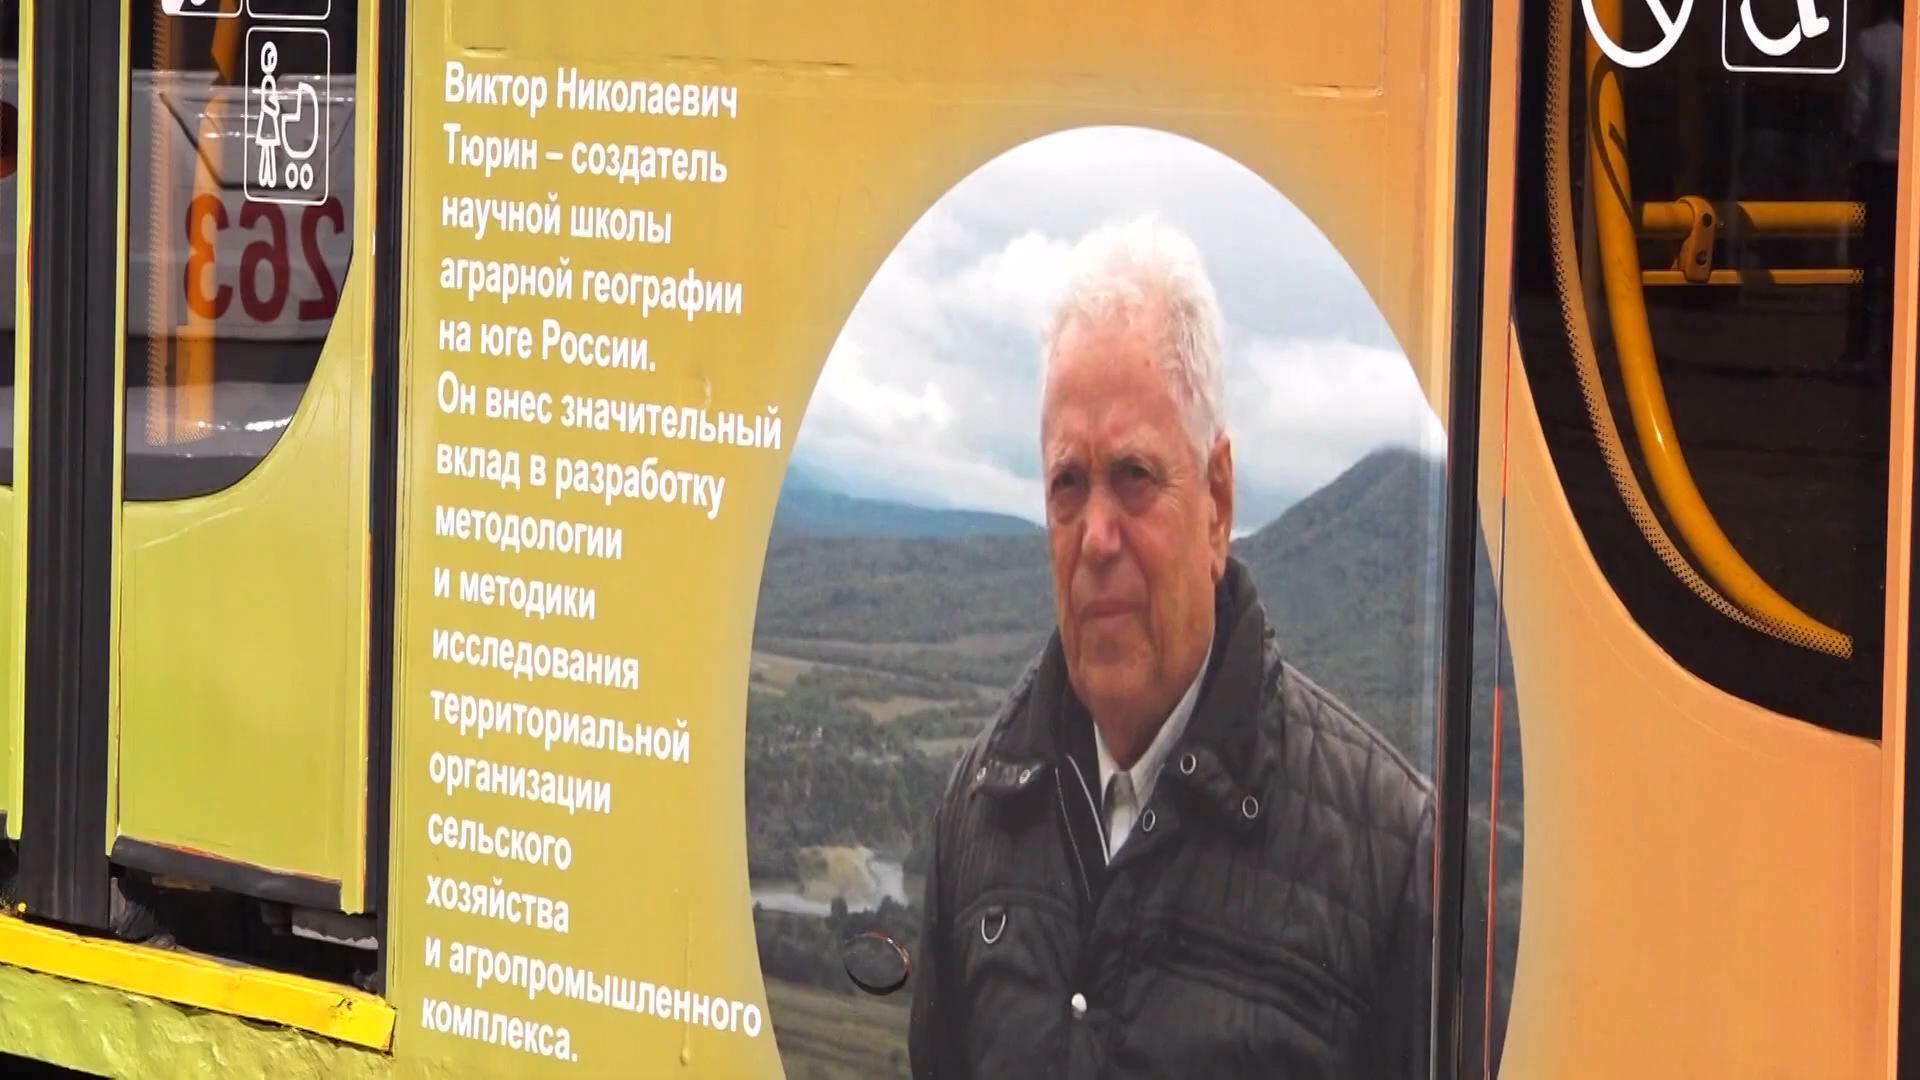 Виктор Николаевич
Тюрин – создатель
научной школы
аграрной географии
на юге России.
Он внес значительный
вклад в разработку
методологии
и методики
исследования
территориальной
организации
сельского
хозяйства
и агропромышленного
комплекса.
263